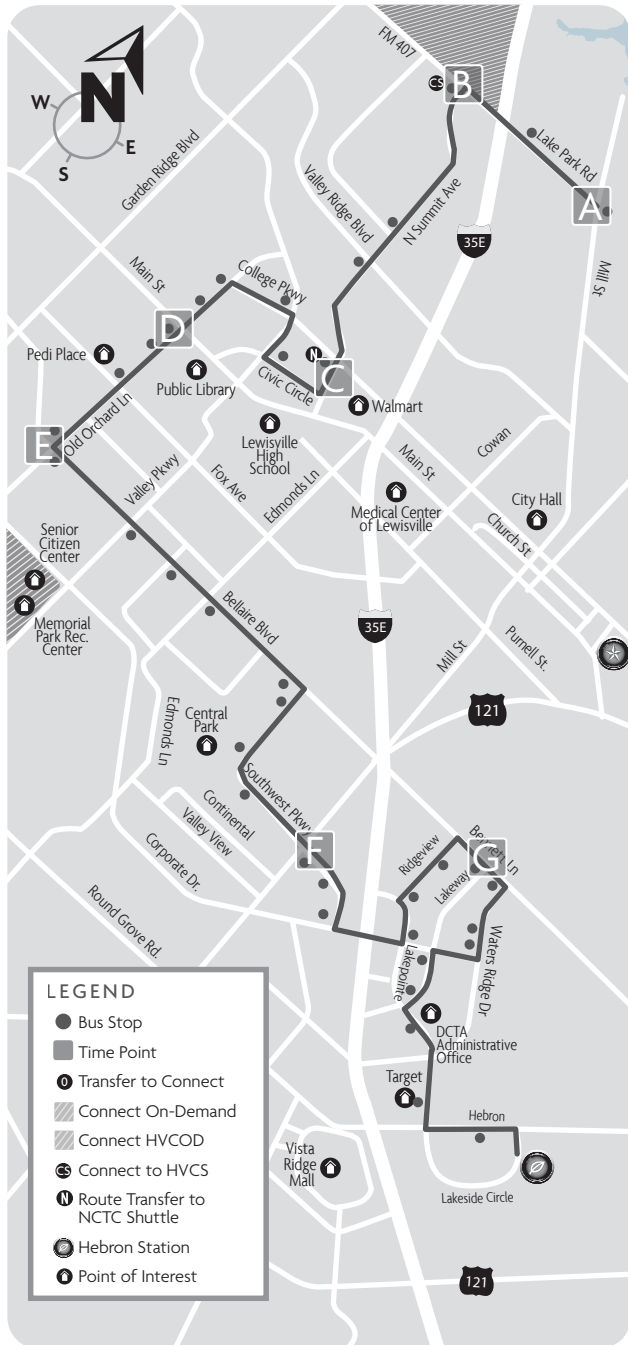 FM 407
N
W
E
S
CS
B
Lake Park Rd
A
Garden Ridge Blvd
Valley Ridge Blvd
N Summit Ave
35E
Mill St
Main St
College Pkwy
D
Pedi Place
Public Library
N
C
Civic Circle
Walmart
Old Orchard Ln
E
Lewisville
High
School
Main St
Cowan
Valley Pkwy
Fox Ave
Edmonds Ln
Medical Center
of Lewisville
City Hall
Church St
Senior
Citizen
Center
Memorial
Park Rec.
Center
Bellaire Blvd
35E
Mill St
Purnell St.
121
Edmonds Ln
Central
Park
Southwest Pkwy
Continental
Valley View
F
Corporate Dr.
Ridgeview
Lakeway
G
Round Grove Rd.
Lakepointe
Waters Ridge Dr
DCTA
Administrative
Office
Target
Hebron
Vista
Ridge
Mall
Lakeside Circle
121
LEGEND
Bus Stop
Time Point
0 Transfer to Connect
Connect On-Demand
Connect HVCOD
CS Connect to HVCS
N Route Transfer to
NCTC Shuttle
Hebron Station
Point of Interest